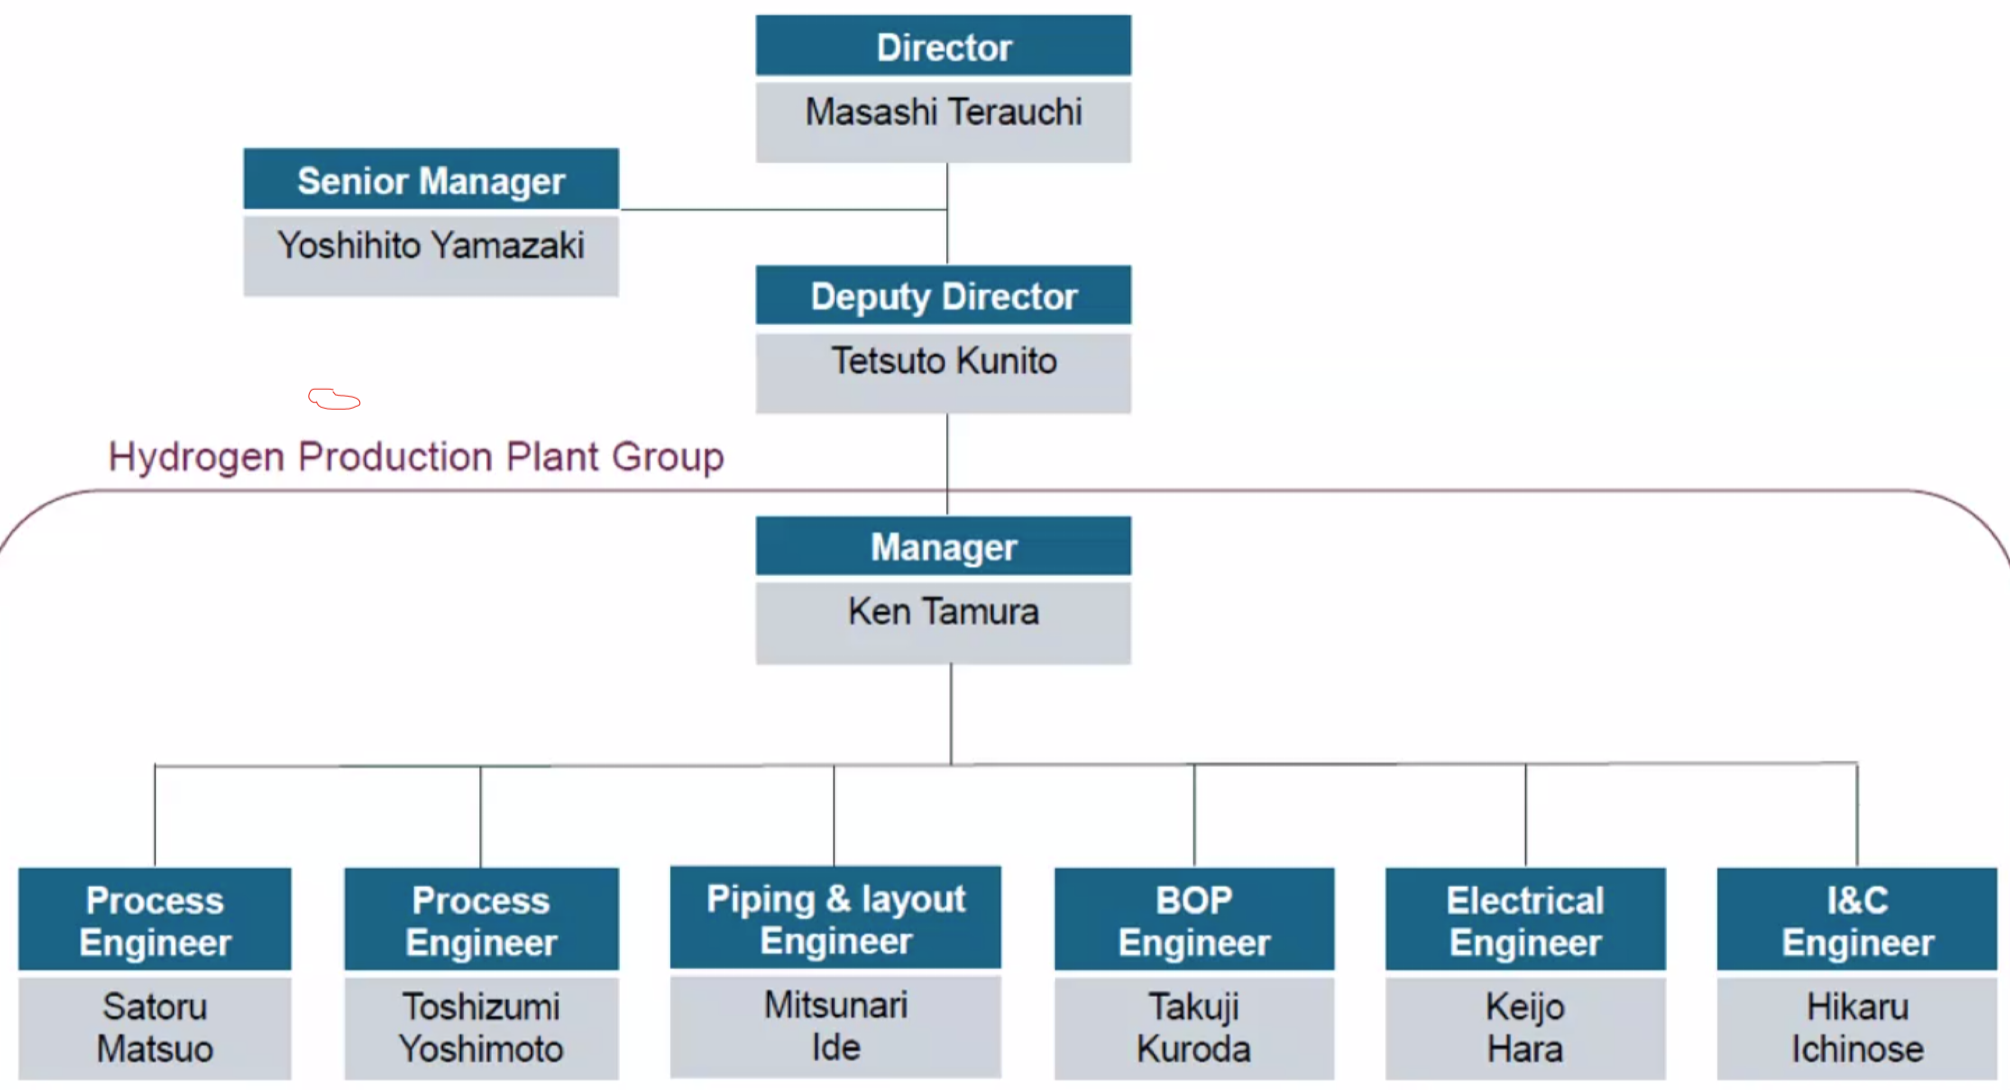 Director
Masashi Terauchi
Senior Manager
Yoshihito Yamazaki
Deputy Director
Tetsuto Kunito
Hydrogen Production Plant Group
Manager
Ken Tamura
Process
Engineer
Satoru
Matsuo
Process
Engineer
Toshizumi
Yoshimoto
Piping & layout
Engineer
Mitsunari
Ide
BOP
Engineer
Takuji
Kuroda
Electrical
Engineer
Keijo
Hara
I&C
Engineer
Hikaru
Ichinose